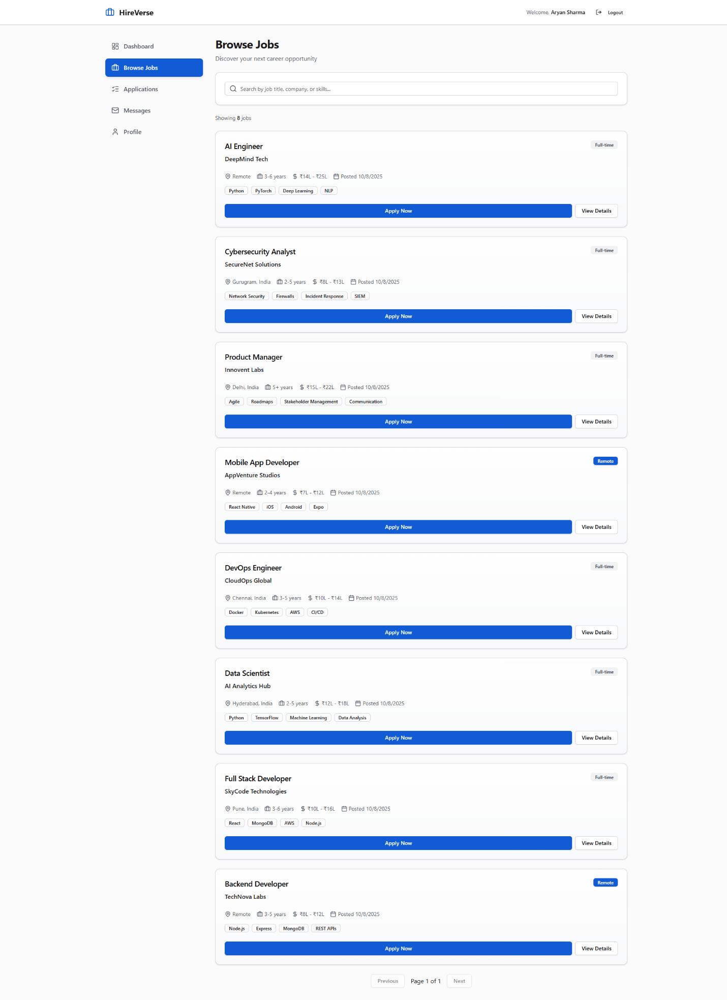 HireVerse
Welcome, Aryan Sharma
Logout
Dashboard
Browse Jobs
Applications
Messages
Profile
Browse Jobs
Discover your next career opportunity
Search by job title, company, or skills...
Showing 8 jobs
AI Engineer
Full-time
DeepMind Tech
Remote 3-6 years ₹14L - ₹25L Posted 10/8/2025
Python PyTorch Deep Learning NLP
Apply Now View Details
Cybersecurity Analyst
Full-time
SecureNet Solutions
Gurugram, India 2-5 years ₹8L - ₹13L Posted 10/8/2025
Network Security Firewalls Incident Response SIEM
Apply Now View Details
Product Manager
Full-time
Innovent Labs
Delhi, India 5+ years ₹15L - ₹22L Posted 10/8/2025
Agile Roadmaps Stakeholder Management Communication
Apply Now View Details
Mobile App Developer
Remote
AppVenture Studios
Remote 2-4 years ₹7L - ₹12L Posted 10/8/2025
React Native iOS Android Expo
Apply Now View Details
DevOps Engineer
Full-time
CloudOps Global
Chennai, India 3-5 years ₹10L - ₹14L Posted 10/8/2025
Docker Kubernetes AWS CI/CD
Apply Now View Details
Data Scientist
Full-time
AI Analytics Hub
Hyderabad, India 2-5 years ₹12L - ₹18L Posted 10/8/2025
Python TensorFlow Machine Learning Data Analysis
Apply Now View Details
Full Stack Developer
Full-time
SkyCode Technologies
Pune, India 3-6 years ₹10L - ₹16L Posted 10/8/2025
React MongoDB AWS Node.js
Apply Now View Details
Backend Developer
Remote
TechNova Labs
Remote 3-5 years ₹8L - ₹12L Posted 10/8/2025
Node.js Express MongoDB REST APIs
Apply Now View Details
Previous Page 1 of 1 Next